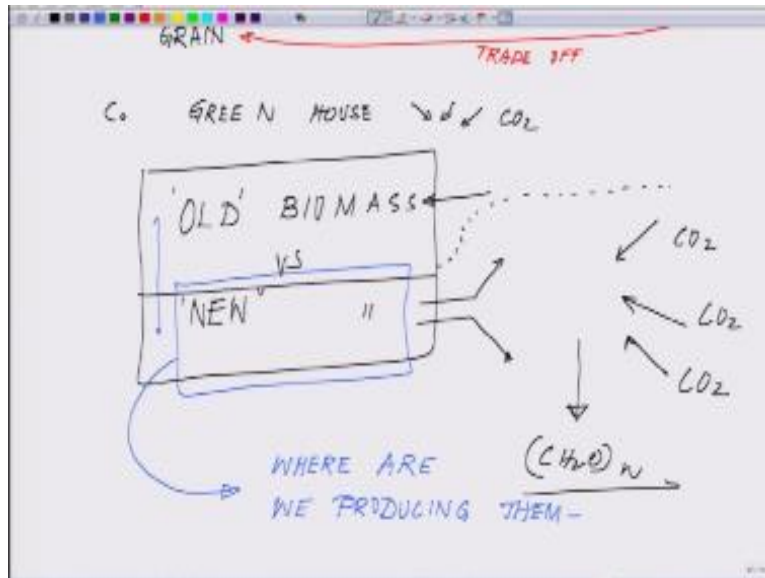 GRAIN
TRADE OFF
C. GREEN HOUSE CO2
'OLD' BIOMASS
VS
'NEW' "
CO2
CO2
CO2
(CH2O)n
WHERE ARE
WE PRODUCING THEM-